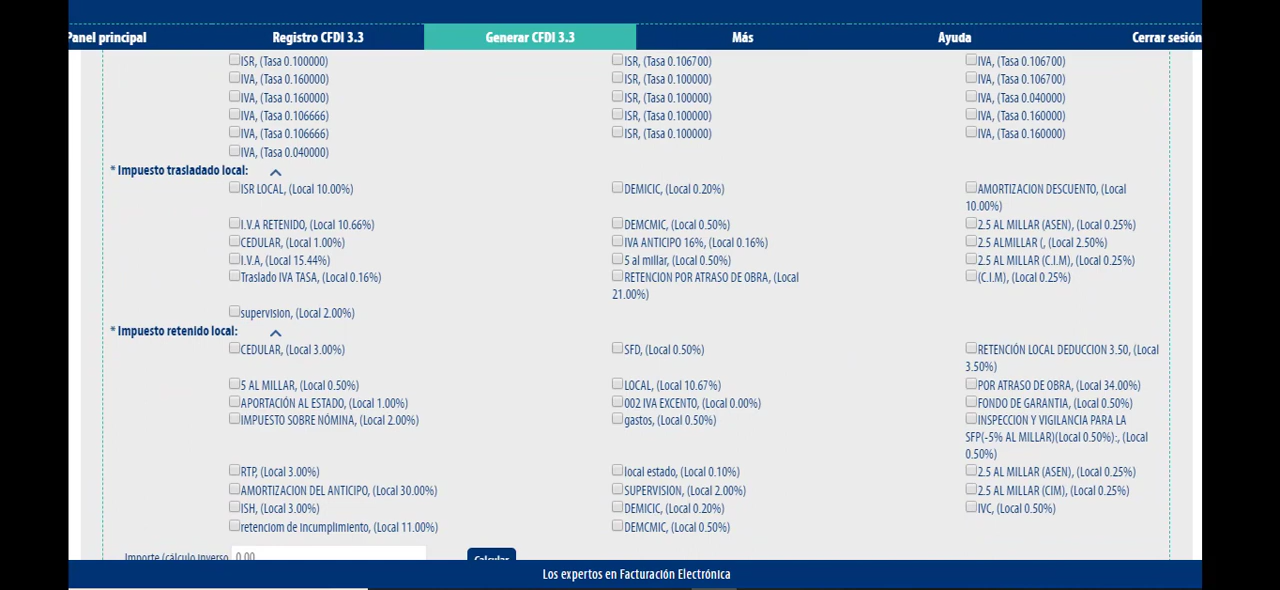 Panel principal Registro CFDI 3.3 Generar CFDI 3.3 Más Ayuda Cerrar sesión
ISR, (Tasa 0.100000) ISR, (Tasa 0.106700) IVA, (Tasa 0.106700)
IVA, (Tasa 0.160000) ISR, (Tasa 0.100000) IVA, (Tasa 0.106700)
IVA, (Tasa 0.160000) ISR, (Tasa 0.100000) IVA, (Tasa 0.040000)
IVA, (Tasa 0.106666) ISR, (Tasa 0.100000) IVA, (Tasa 0.160000)
IVA, (Tasa 0.106666) ISR, (Tasa 0.100000) IVA, (Tasa 0.160000)
IVA, (Tasa 0.040000)
* Impuesto trasladado local:
ISR LOCAL, (Local 10.00%) DEMICIC, (Local 0.20%) AMORTIZACION DESCUENTO, (Local
10.00%)
I.V.A RETENIDO, (Local 10.66%) DEMCMIC, (Local 0.50%) 2.5 AL MILLAR (ASEN), (Local 0.25%)
CEDULAR, (Local 1.00%) IVA ANTICIPO 16%, (Local 0.16%) 2.5 ALMILLAR (, (Local 2.50%)
I.V.A, (Local 15.44%) 5 al millar, (Local 0.50%) 2.5 AL MILLAR (C.I.M), (Local 0.25%)
Traslado IVA TASA, (Local 0.16%) RETENCION POR ATRASO DE OBRA, (Local (C.I.M), (Local 0.25%)
21.00%)
supervision, (Local 2.00%)
* Impuesto retenido local:
CEDULAR, (Local 3.00%) SFD, (Local 0.50%) RETENCIÓN LOCAL DEDUCCION 3.50, (Local
3.50%)
5 AL MILLAR, (Local 0.50%) LOCAL, (Local 10.67%) POR ATRASO DE OBRA, (Local 34.00%)
APORTACIÓN AL ESTADO, (Local 1.00%) 002 IVA EXCENTO, (Local 0.00%) FONDO DE GARANTIA, (Local 0.50%)
IMPUESTO SOBRE NÓMINA, (Local 2.00%) gastos, (Local 0.50%) INSPECCION Y VIGILANCIA PARA LA
SFP(-5% AL MILLAR)(Local 0.50%):, (Local
0.50%)
RTP, (Local 3.00%) local estado, (Local 0.10%) 2.5 AL MILLAR (ASEN), (Local 0.25%)
AMORTIZACION DEL ANTICIPO, (Local 30.00%) SUPERVISION, (Local 2.00%) 2.5 AL MILLAR (CIM), (Local 0.25%)
ISH, (Local 3.00%) DEMICIC, (Local 0.20%) IVC, (Local 0.50%)
retenciom de incumplimiento, (Local 11.00%) DEMCMIC, (Local 0.50%)
Importe (cálculo inverso 0.00 Calcular
Los expertos en Facturación Electrónica